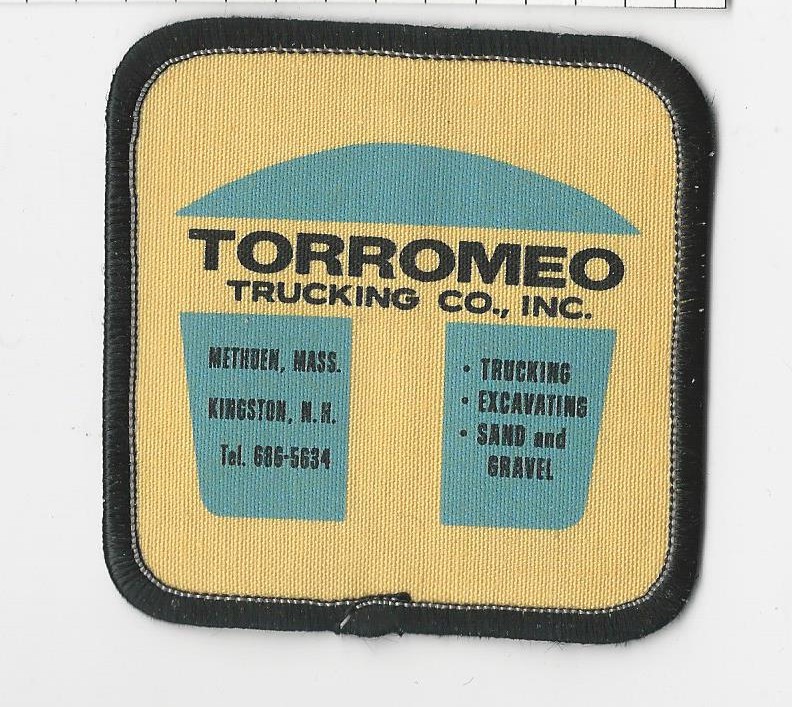 TORROMEO
TRUCKING CO., INC.
METHUEN, MASS.
KINGSTON, N.H.
Tel. 686-5634
• TRUCKING
• EXCAVATING
• SAND and
GRAVEL